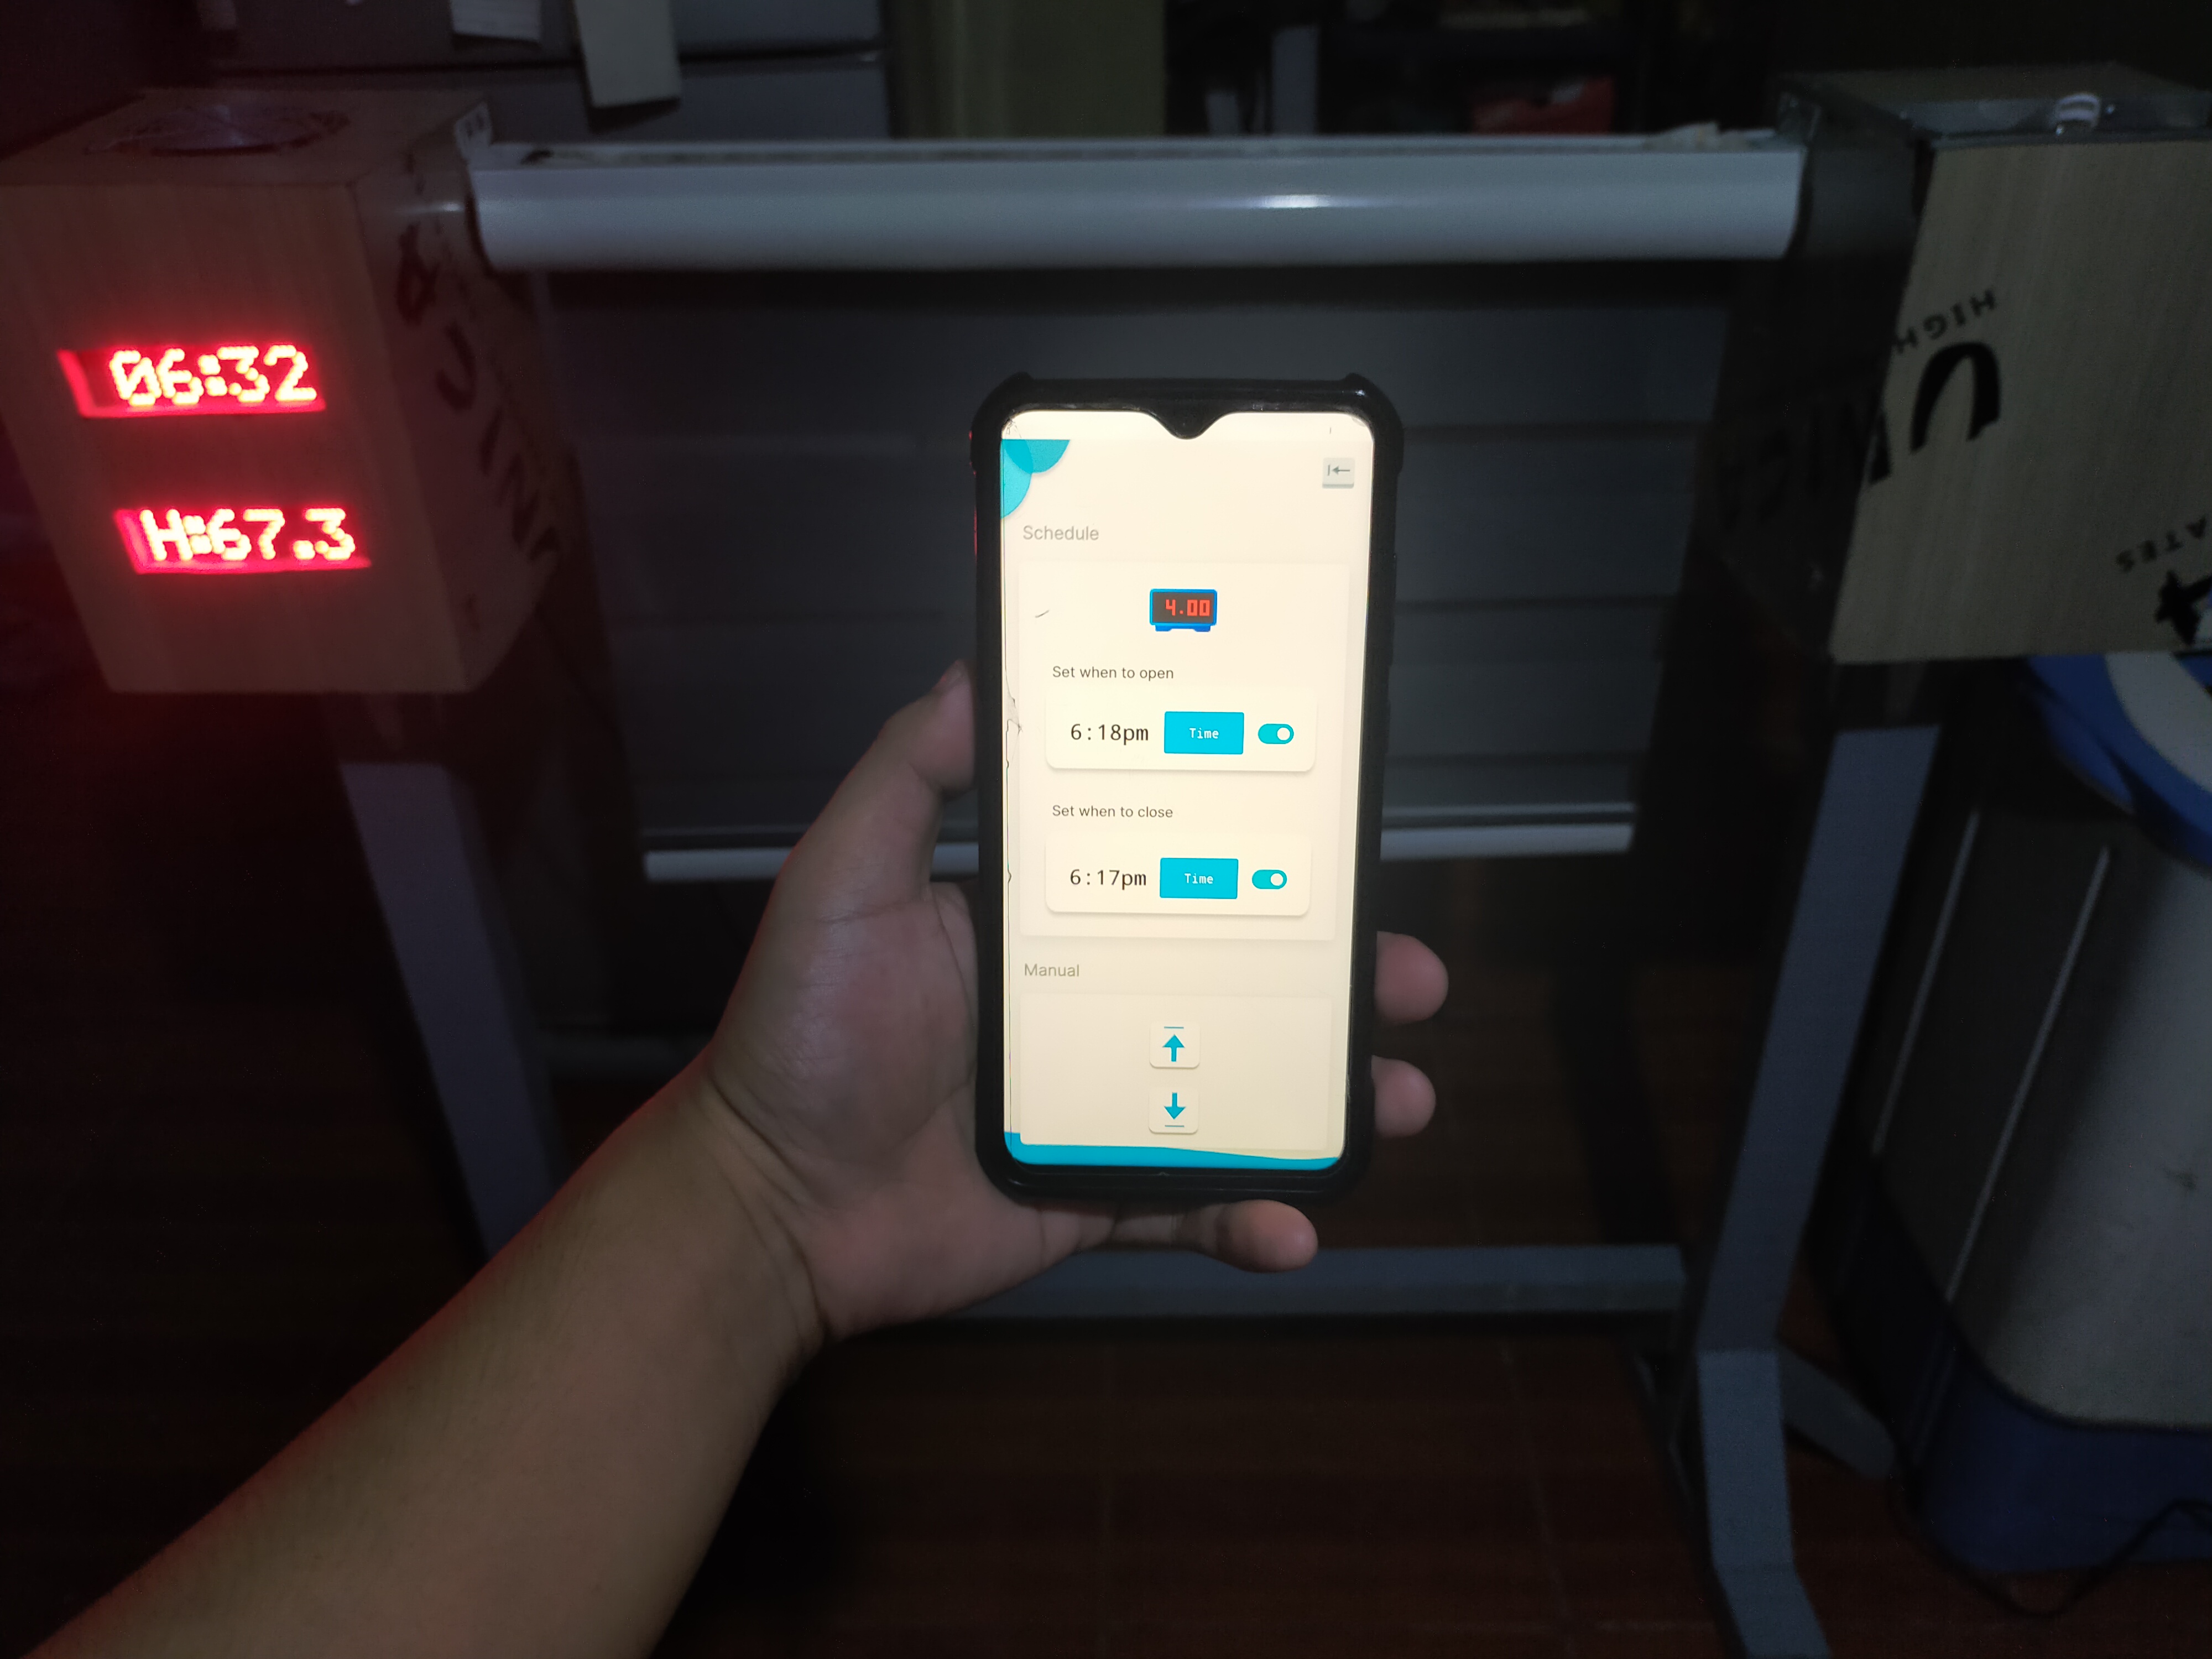 06:32
H:67.3
Schedule
4.00
Set when to open
6:18pm Time
Set when to close
6:17pm Time
Manual
HIGH